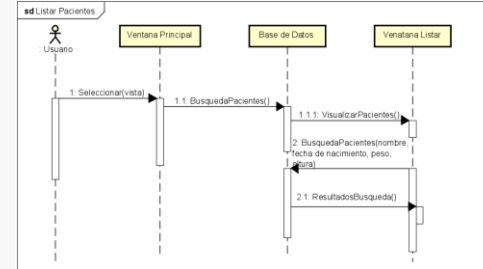 sd Listar Pacientes
: Usuario
Ventana Principal
Base de Datos
Venatana Listar
1: Seleccionar(vista)
1.1: BusquedaPacientes()
1.1.1: VisualizarPacientes()
2: BusquedaPacientes(nombre,
fecha de nacimiento, peso,
altura)
2.1: ResultadosBusqueda()